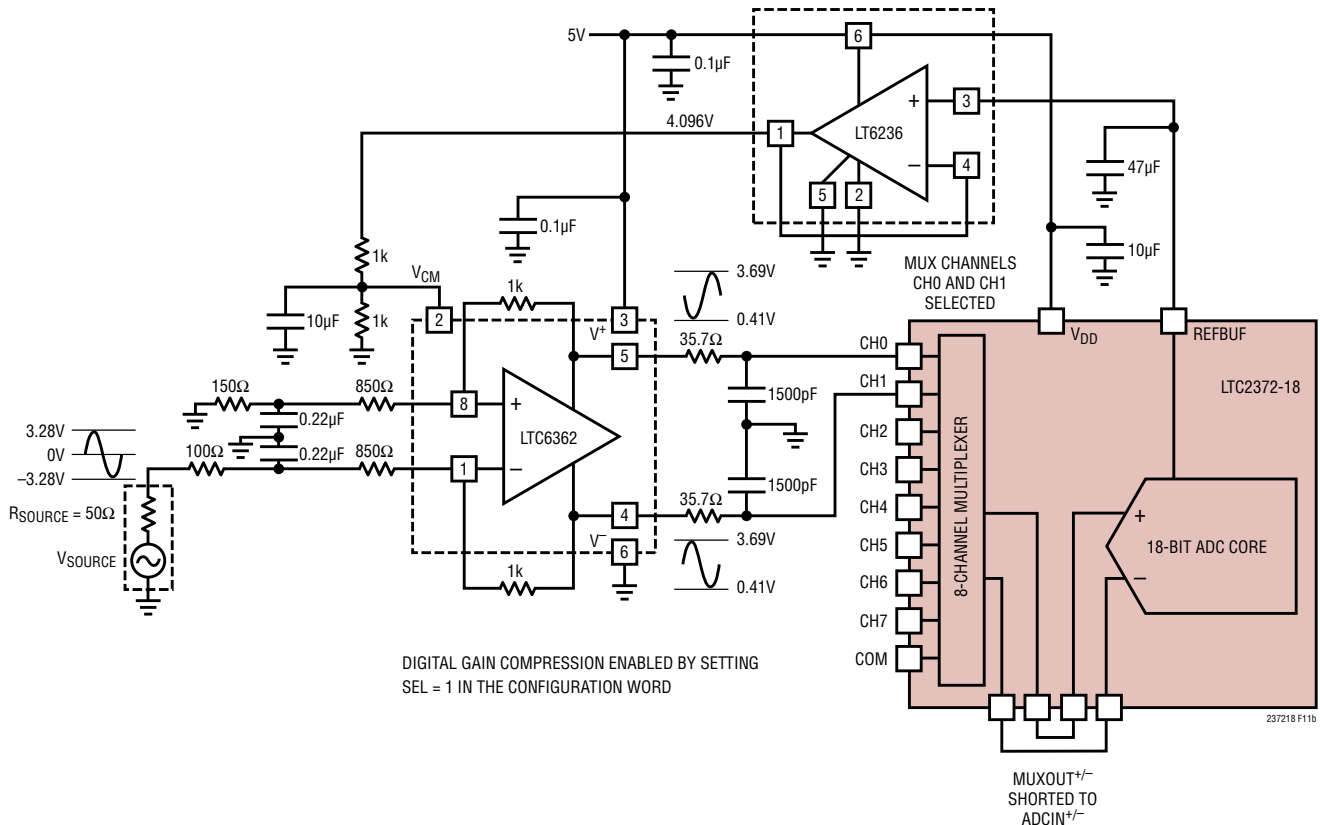 5V
6
0.1µF
+
3
4.096V
1
LT6236
–
4
5
2
47µF
0.1µF
10µF
1k
VCM
1k
3.69V
0.41V
MUX CHANNELS
CH0 AND CH1
SELECTED
10µF
1k
2
3
V+
5
35.7Ω
VDD
REFBUF
CH0
LTC2372-18
150Ω
850Ω
8
+
1500pF
CH1
0.22µF
LTC6362
CH2
3.28V
0V
–3.28V
0.22µF
100Ω
850Ω
1
–
CH3
1500pF
RSOURCE = 50Ω
35.7Ω
4
CH4
+
V–
6
3.69V
0.41V
CH5
18-BIT ADC CORE
VSOURCE
1k
CH6
–
8-CHANNEL MULTIPLEXER
CH7
COM
DIGITAL GAIN COMPRESSION ENABLED BY SETTING
SEL = 1 IN THE CONFIGURATION WORD
237218 F11b
MUXOUT+/–
SHORTED TO
ADCIN+/–